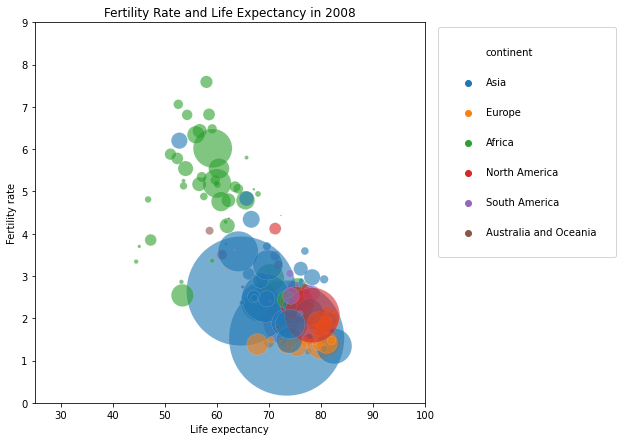 Fertility Rate and Life Expectancy in 2008
9
8
7
6
5
4
3
2
1
0
Fertility rate
30 40 50 60 70 80 90 100
Life expectancy
continent
Asia
Europe
Africa
North America
South America
Australia and Oceania